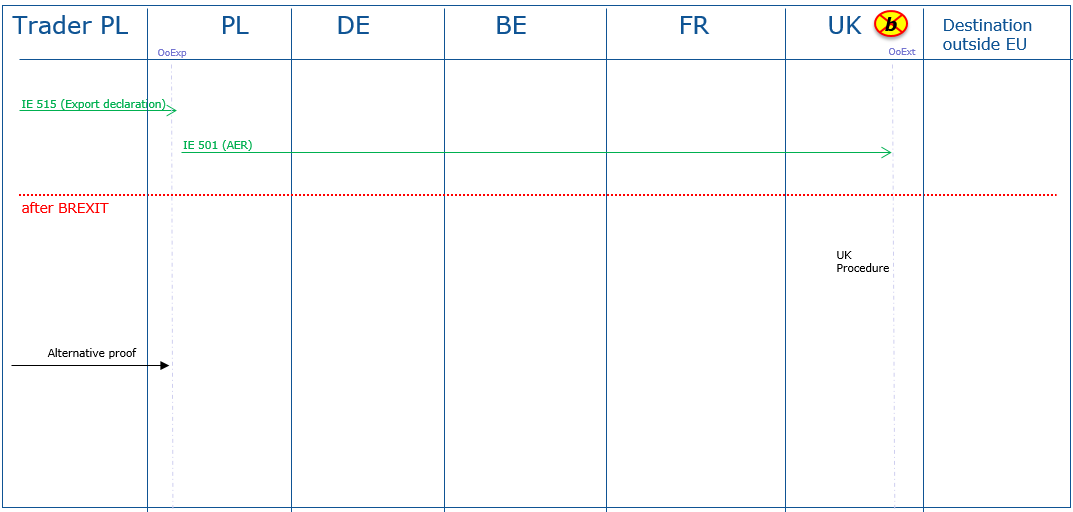 Trader PL
PL
DE
BE
FR
UK
b
Destination
outside EU
OoExp
OoExt
IE 515 (Export declaration)
IE 501 (AER)
after BREXIT
UK
Procedure
Alternative proof